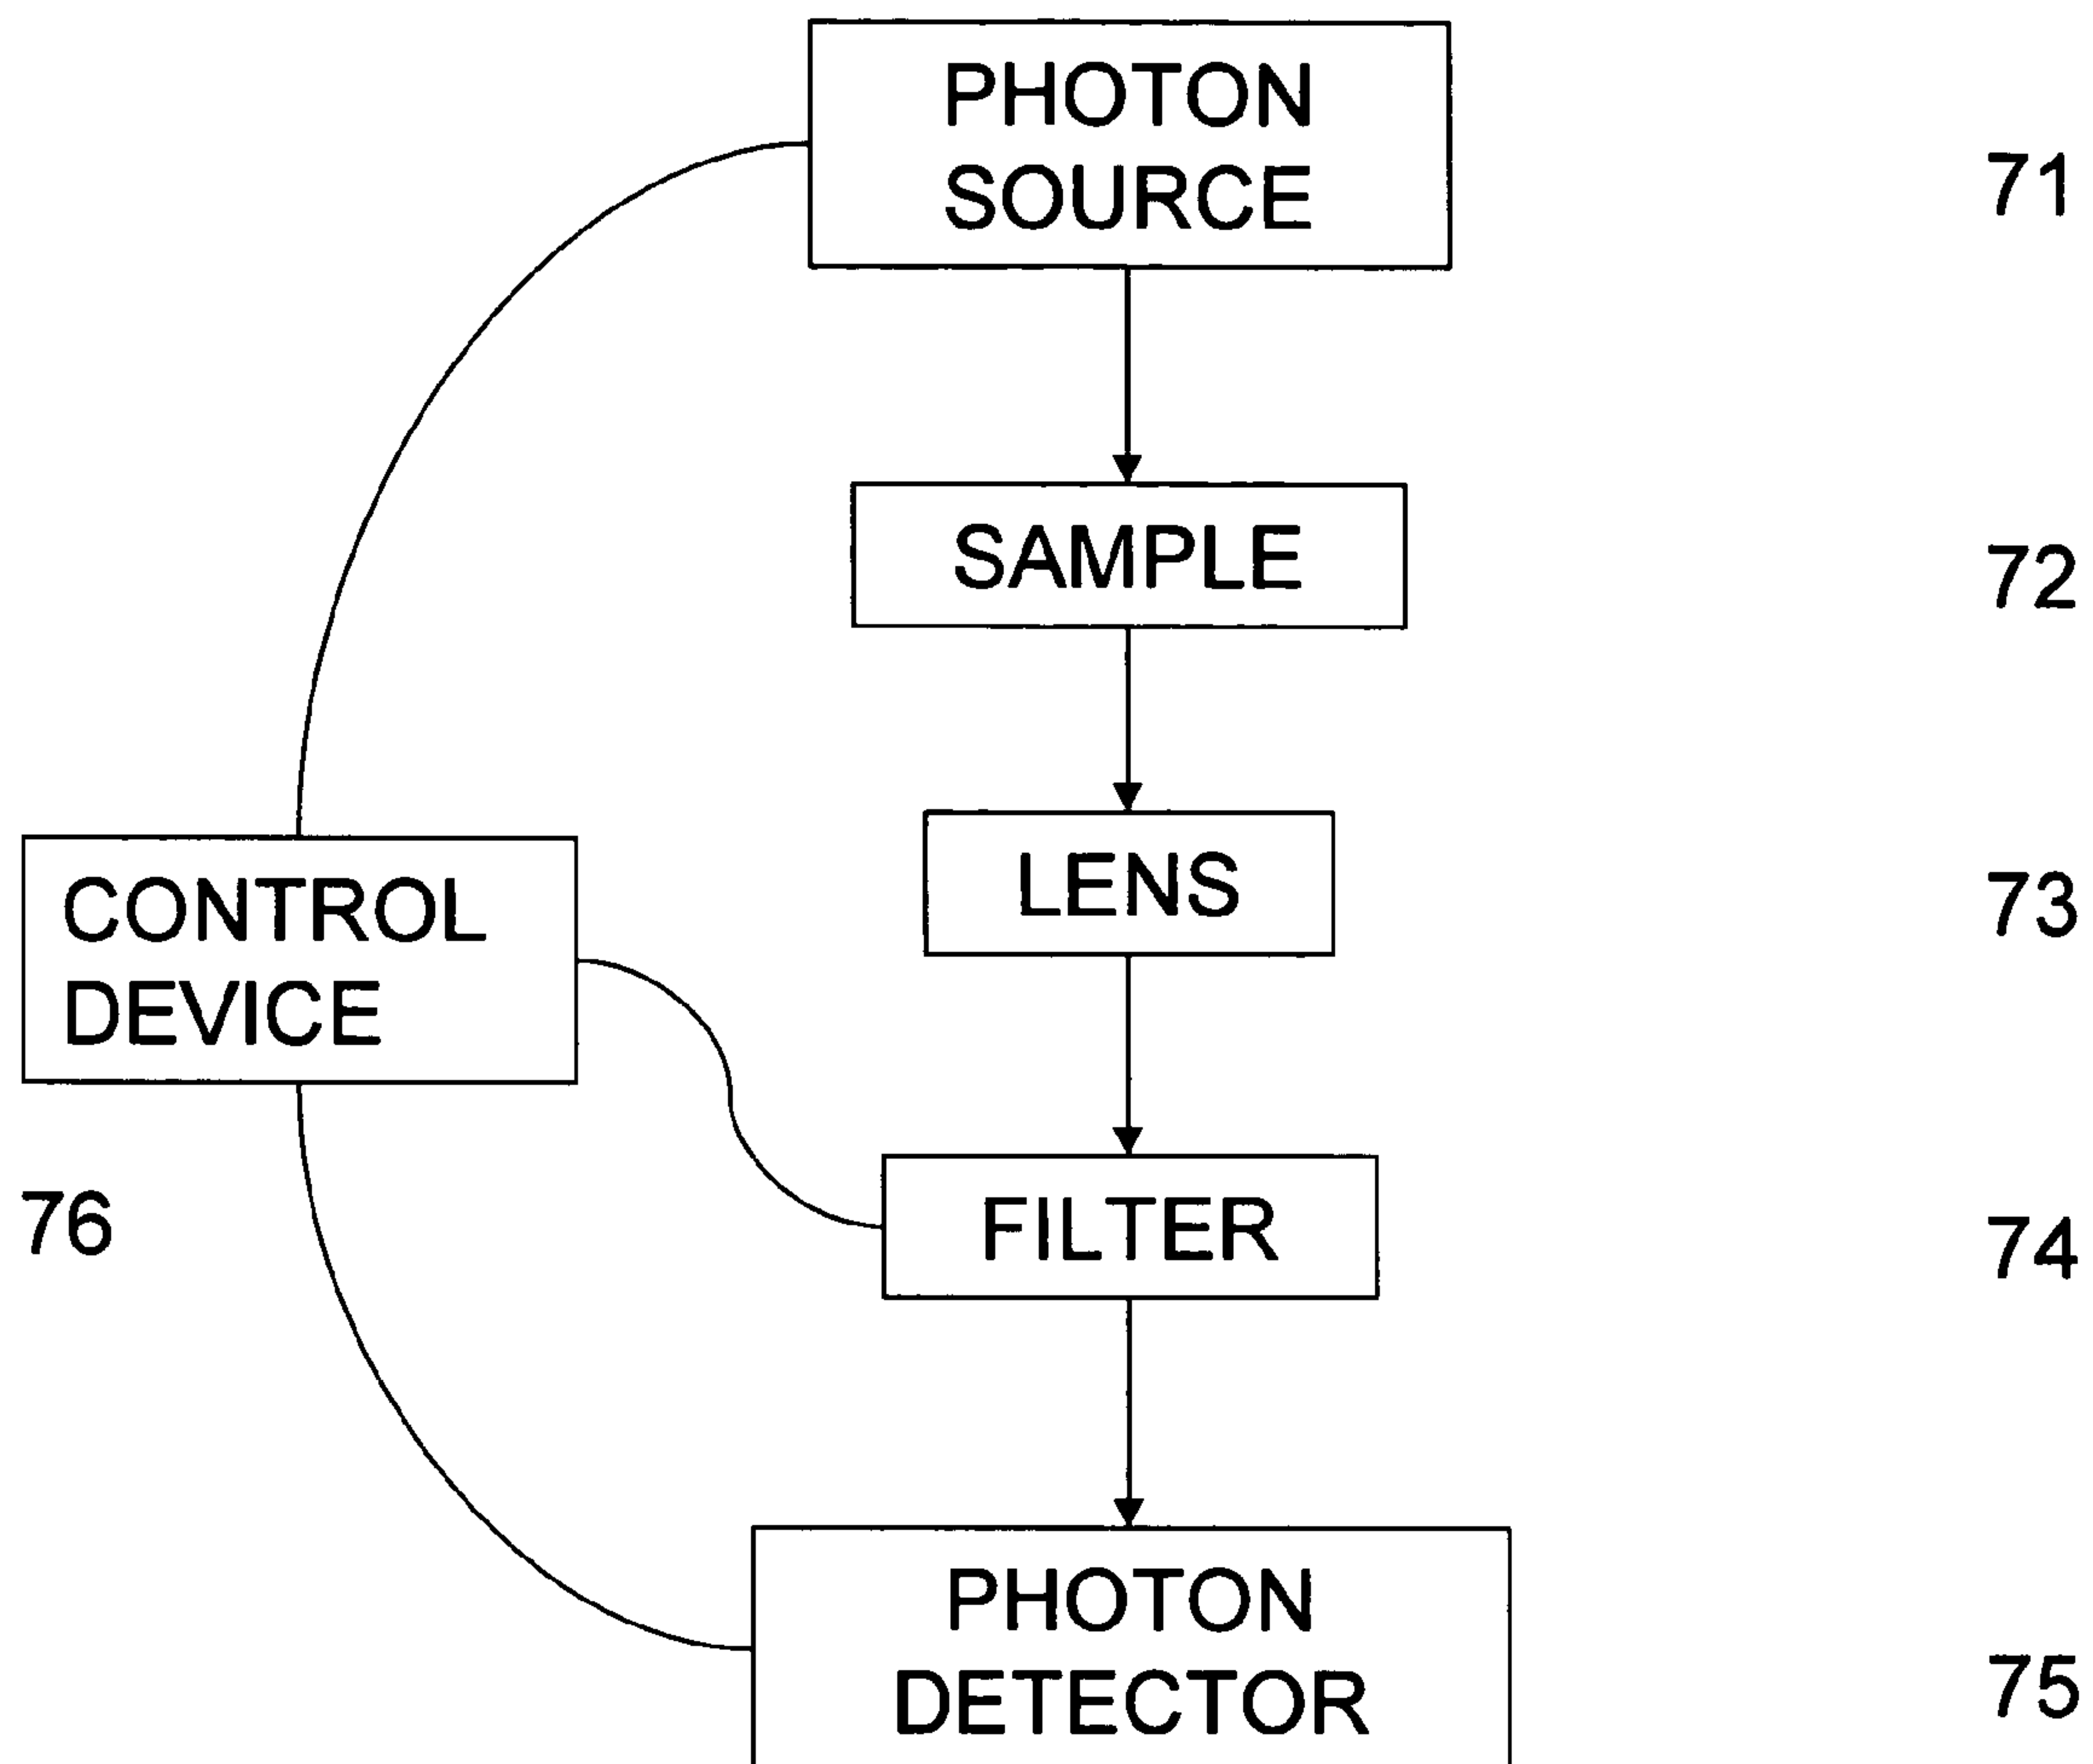 PHOTON
SOURCE
71
SAMPLE
72
LENS
73
CONTROL
DEVICE
76
FILTER
74
PHOTON
DETECTOR
75